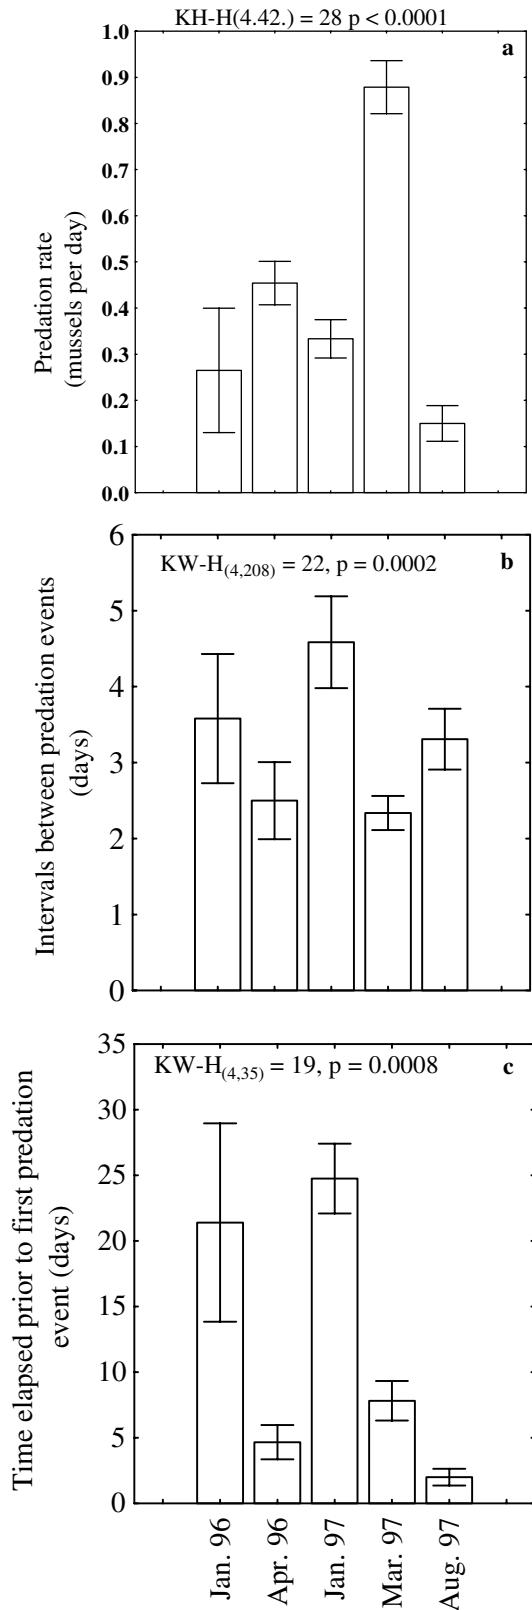 KH-H(4.42.) = 28 p < 0.0001
a
1.0
0.9
0.8
0.7
0.6
0.5
0.4
0.3
0.2
0.1
0.0
Predation rate
(mussels per day)
KW-H(4,208) = 22, p = 0.0002
b
6
5
4
3
2
1
0
Intervals between predation events
(days)
KW-H(4,35) = 19, p = 0.0008
c
35
30
25
20
15
10
5
0
Time elapsed prior to first predation
event (days)
Jan. 96
Apr. 96
Jan. 97
Mar. 97
Aug. 97